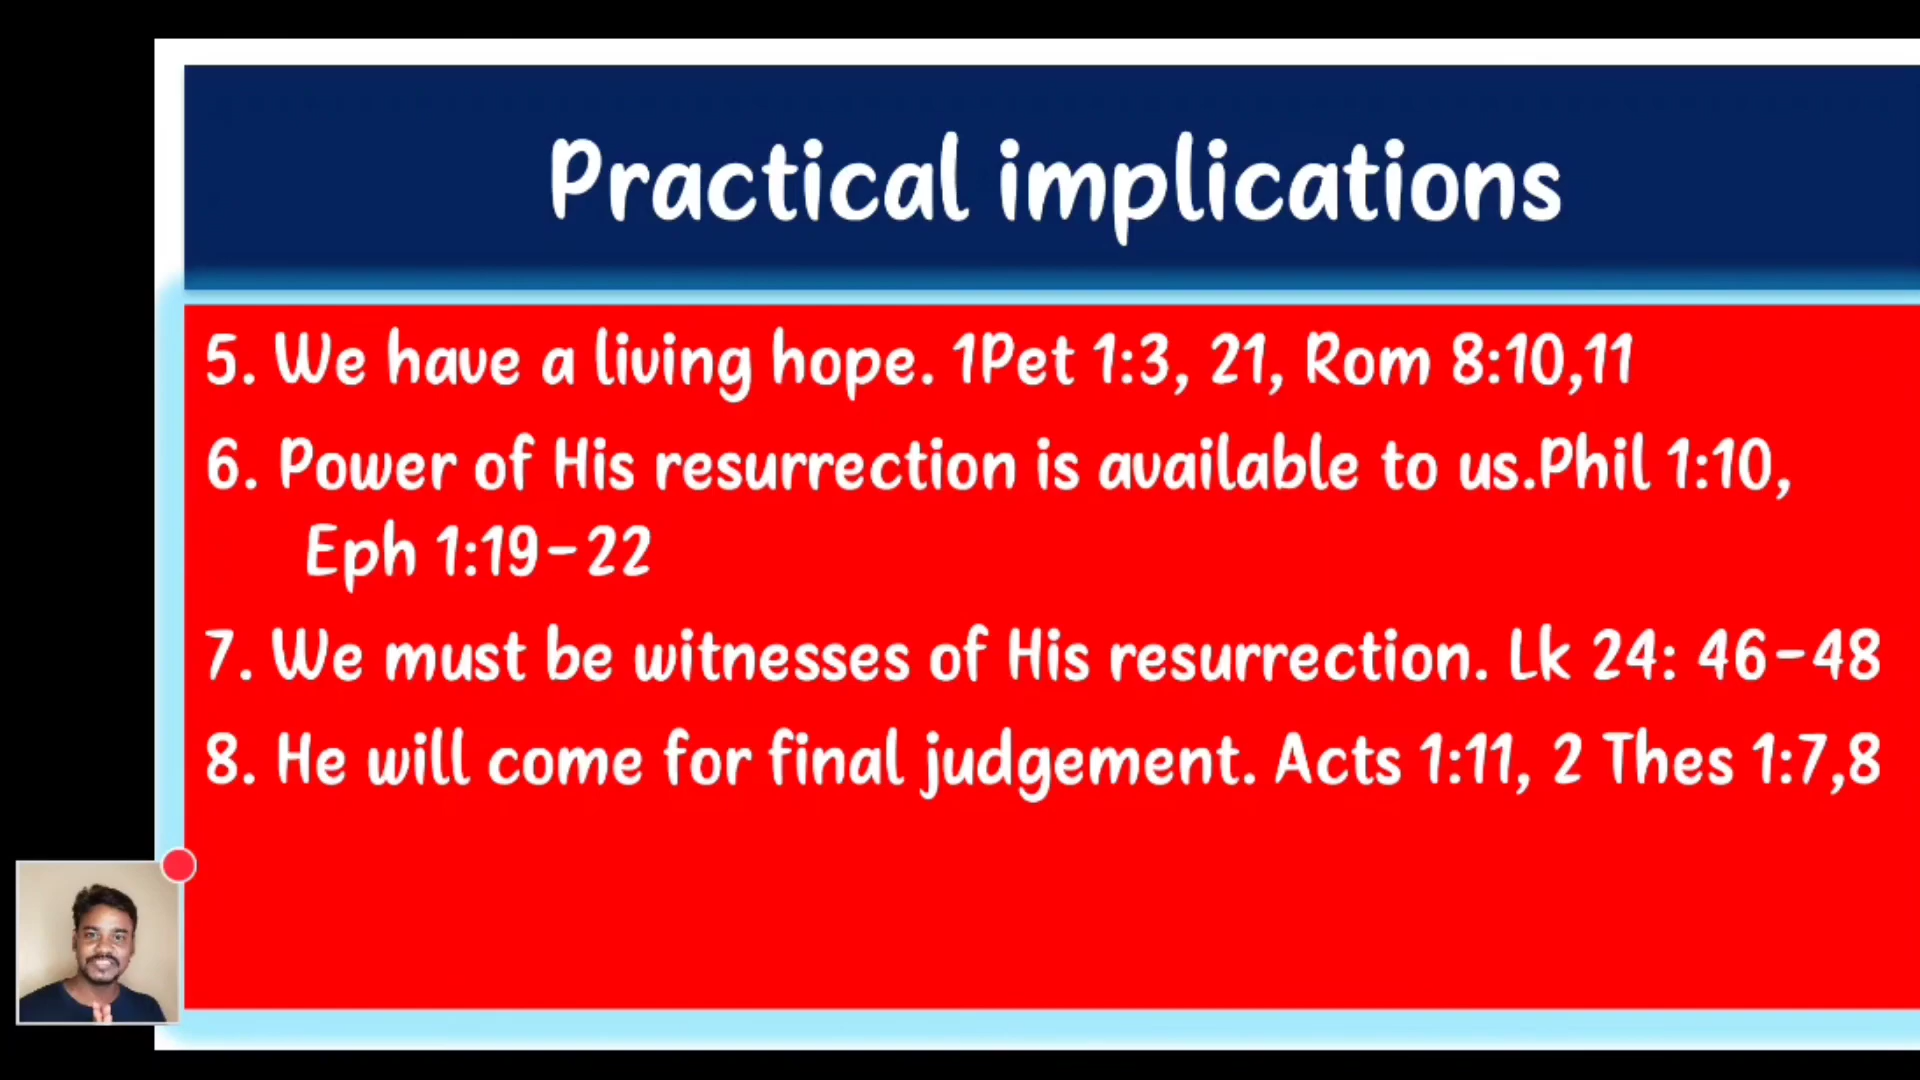 Practical implications
5. We have a living hope. 1Pet 1:3, 21, Rom 8:10,11
6. Power of His resurrection is available to us.Phil 1:10,
Eph 1:19-22
7. We must be witnesses of His resurrection. Lk 24: 46-48
8. He will come for final judgement. Acts 1:11, 2 Thes 1:7,8